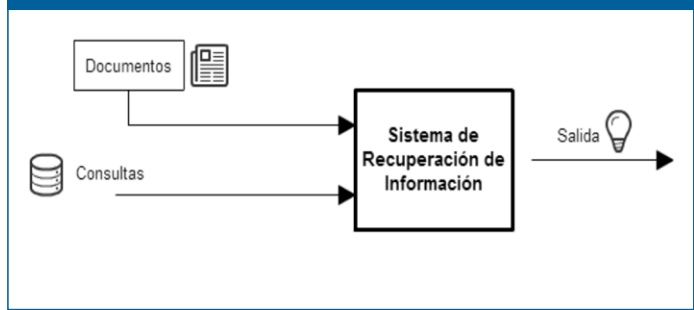 Documentos
Consultas
Sistema de
Recuperación de
Información
Salida